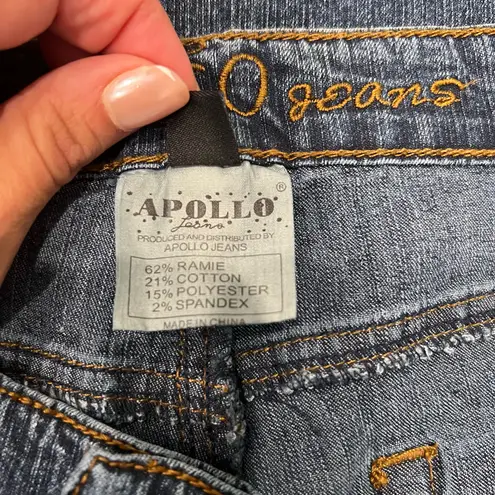 O jeans
APOLLO®
Jeans
PRODUCED AND DISTRIBUTED BY
APOLLO JEANS
62% RAMIE
21% COTTON
15% POLYESTER
2% SPANDEX
MADE IN CHINA